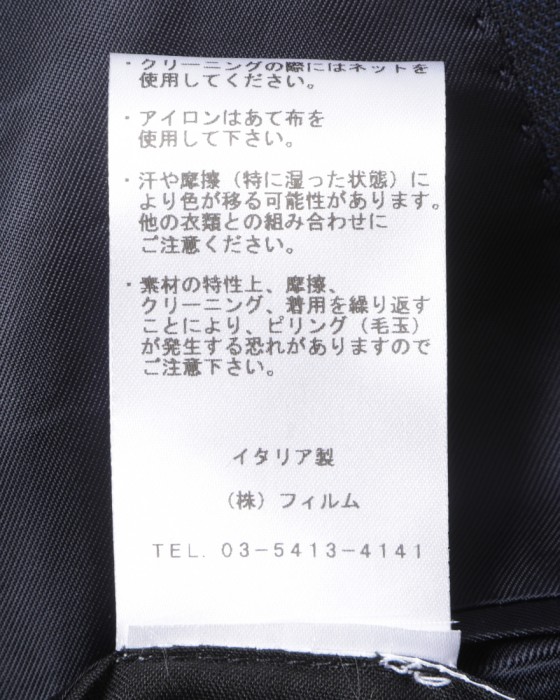 ・クリーニングの際にはネットを
使用してください。
・アイロンはあて布を
使用して下さい。
・汗や摩擦（特に湿った状態）に
より色が移る可能性があります。
他の衣類との組み合わせに
ご注意ください。
・素材の特性上、摩擦、
クリーニング、着用を繰り返す
ことにより、ピリング（毛玉）
が発生する恐れがありますので
ご注意下さい。
イタリア製
（株）フィルム
TEL. 03-5413-4141